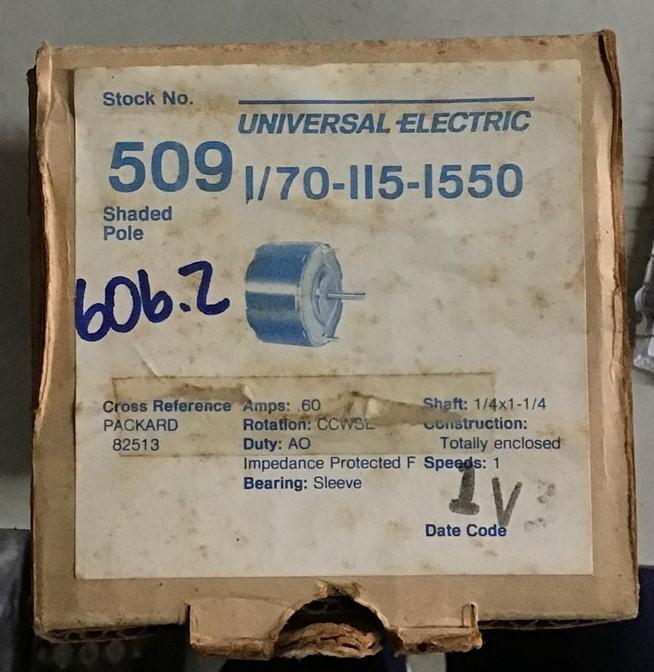 Stock No.
UNIVERSAL ELECTRIC
509 1/70-115-1550
Shaded
Pole
606.2
Cross Reference Amps: .60 Shaft: 1/4x1-1/4
PACKARD Rotation: CCWSE Construction:
82513 Duty: AO Totally enclosed
Impedance Protected F Speeds: 1
Bearing: Sleeve
1V
Date Code